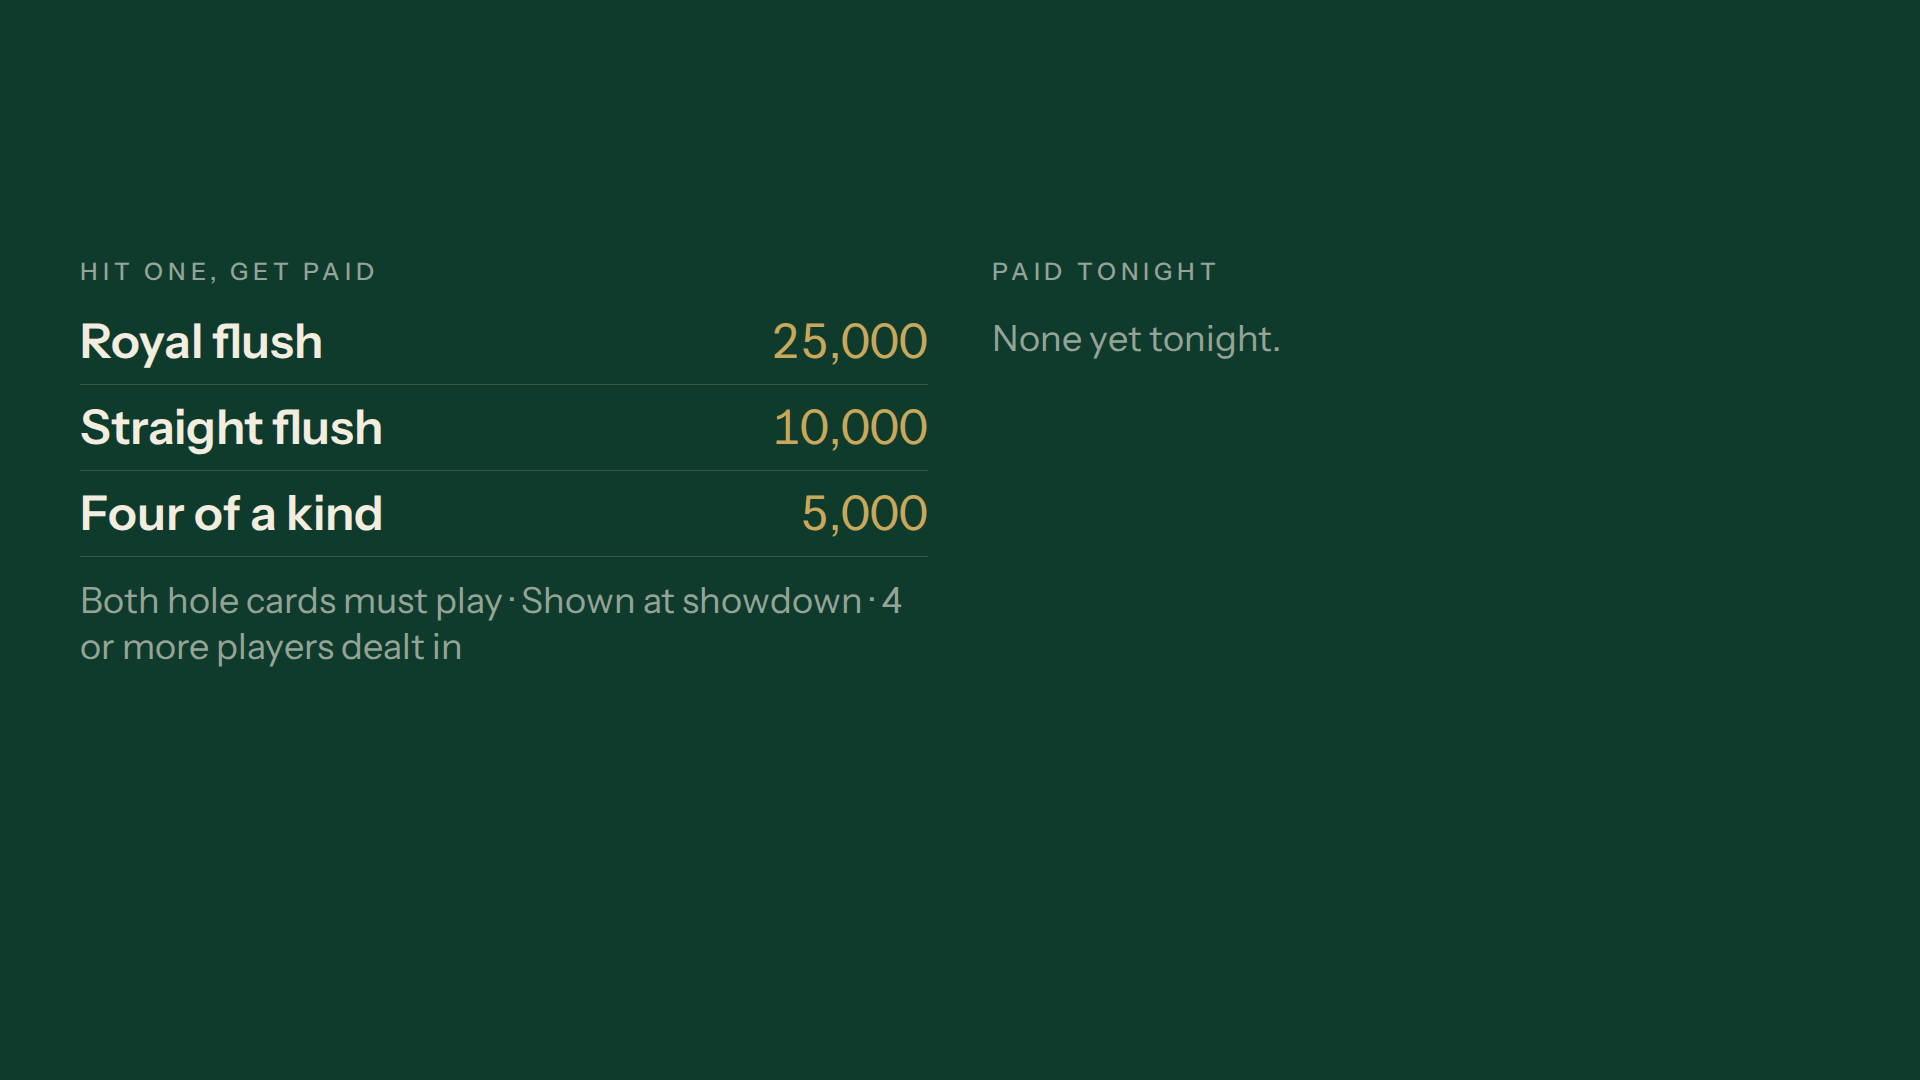 HIT ONE, GET PAID
Royal flush 25,000
Straight flush 10,000
Four of a kind 5,000
Both hole cards must play · Shown at showdown · 4
or more players dealt in
PAID TONIGHT
None yet tonight.